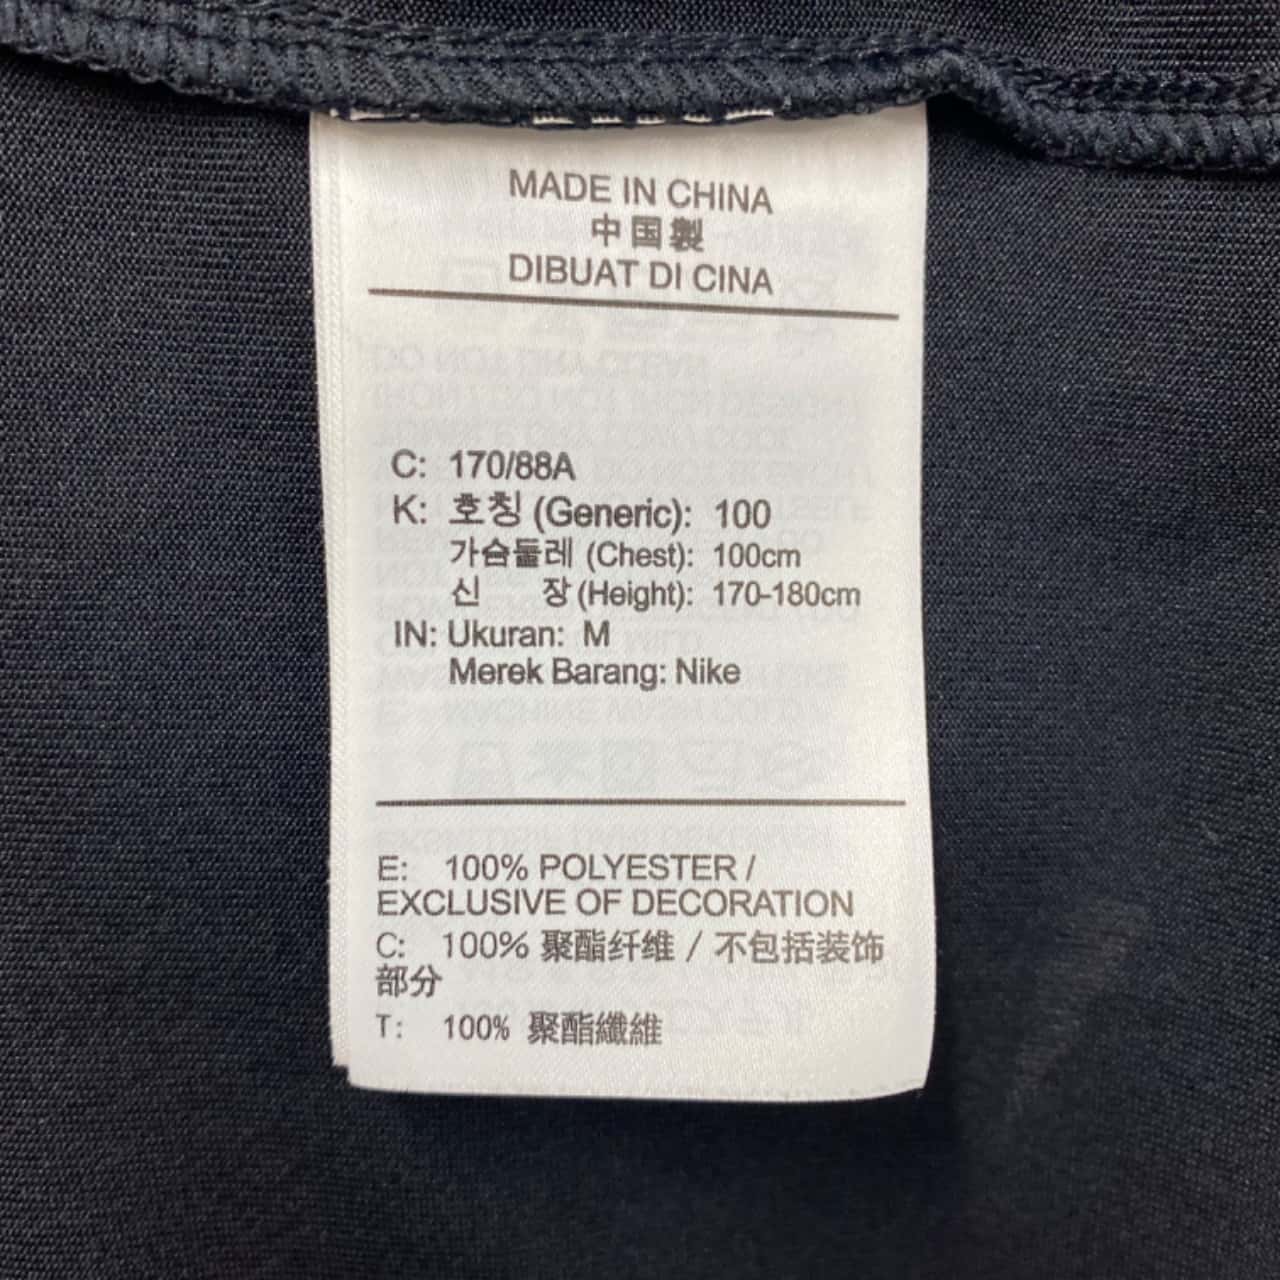 MADE IN CHINA
中国製
DIBUAT DI CINA
C: 170/88A
K: 호칭 (Generic): 100
가슴둘레 (Chest): 100cm
신 장 (Height): 170-180cm
IN: Ukuran: M
Merek Barang: Nike
E: 100% POLYESTER /
EXCLUSIVE OF DECORATION
C: 100% 聚酯纤维 / 不包括装饰
部分
T: 100% 聚酯纖維